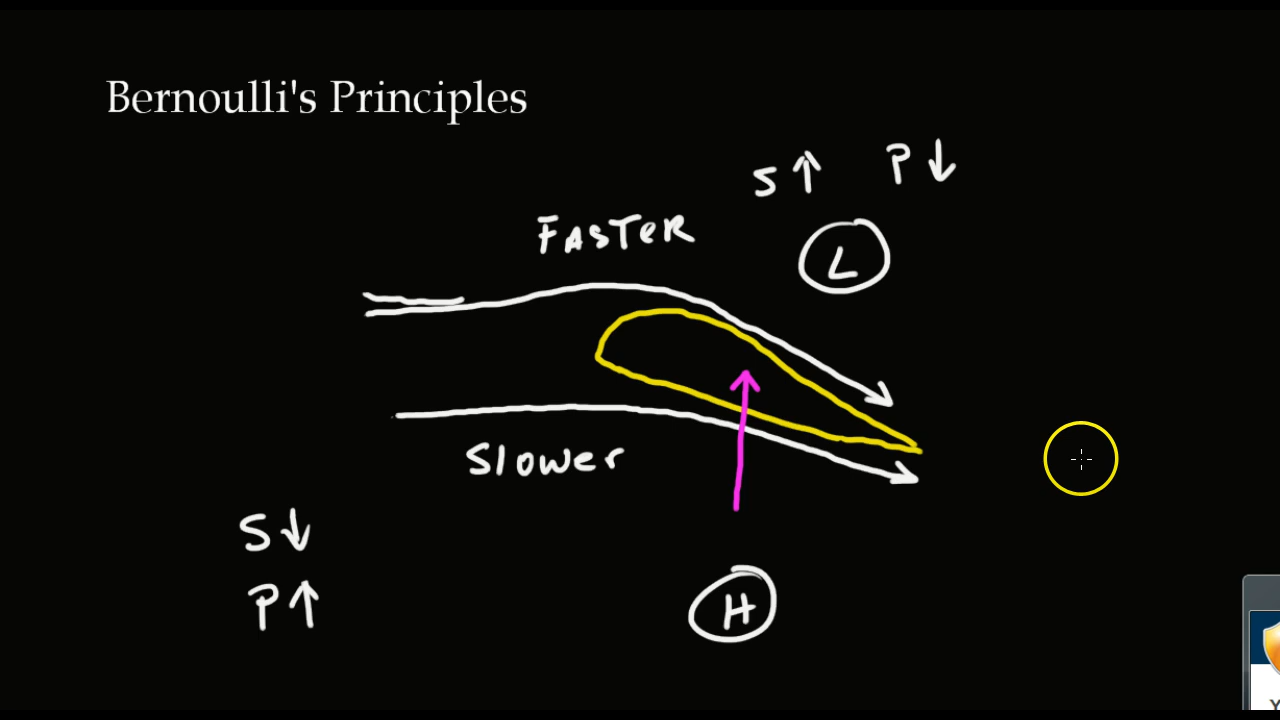 Bernoulli's Principles
S↑ P↓
FASTER
L
Slower
S↓
P↑
H